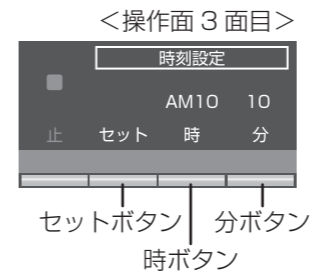 ＜操作面３面目＞
時刻設定
AM10 10
止 セット 時 分
セットボタン 分ボタン
時ボタン